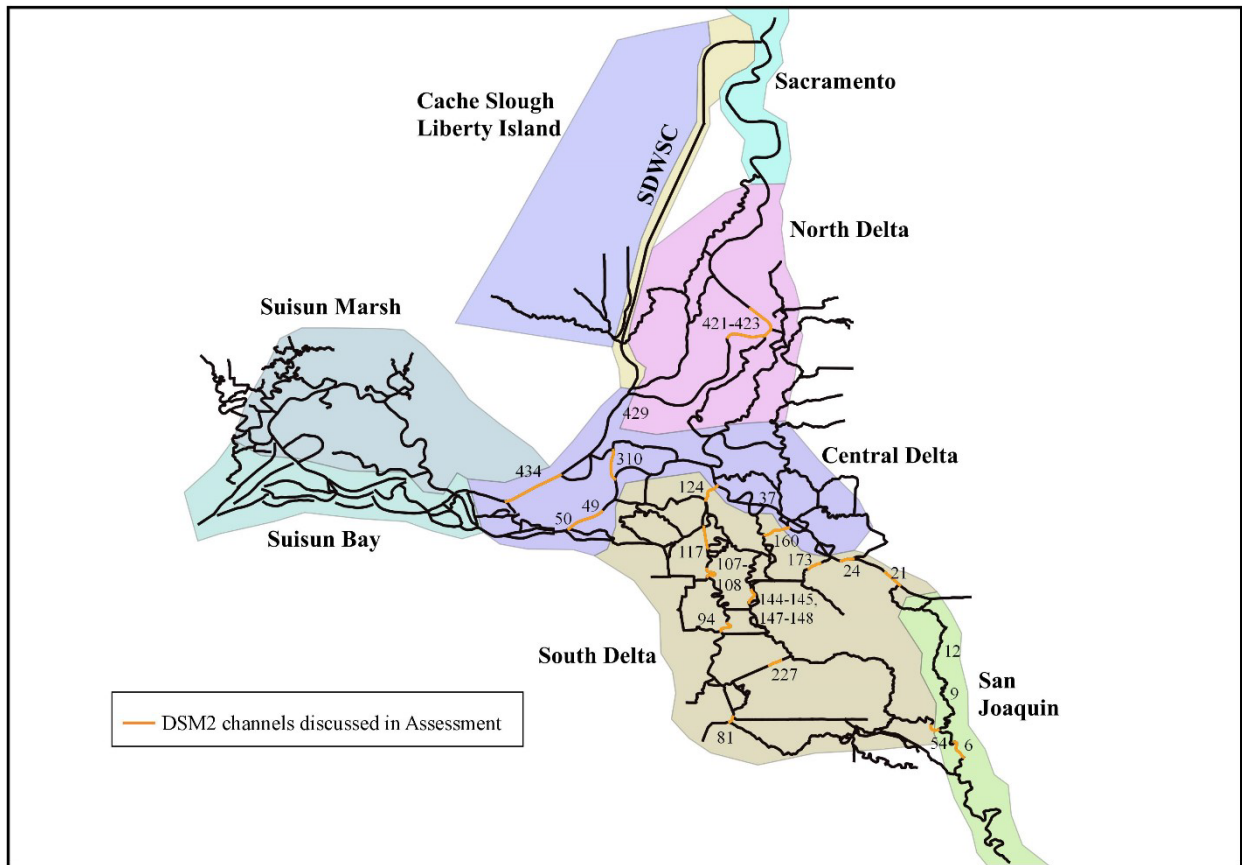 Sacramento
Cache Slough
Liberty Island
SDWSC
North Delta
Suisun Marsh
421-423
429
Central Delta
434
310
124
37
49
50
160
Suisun Bay
117
107-
108
173
24
21
144-145,
147-148
94
South Delta
12
227
9
San
Joaquin
DSM2 channels discussed in Assessment
81
54
6